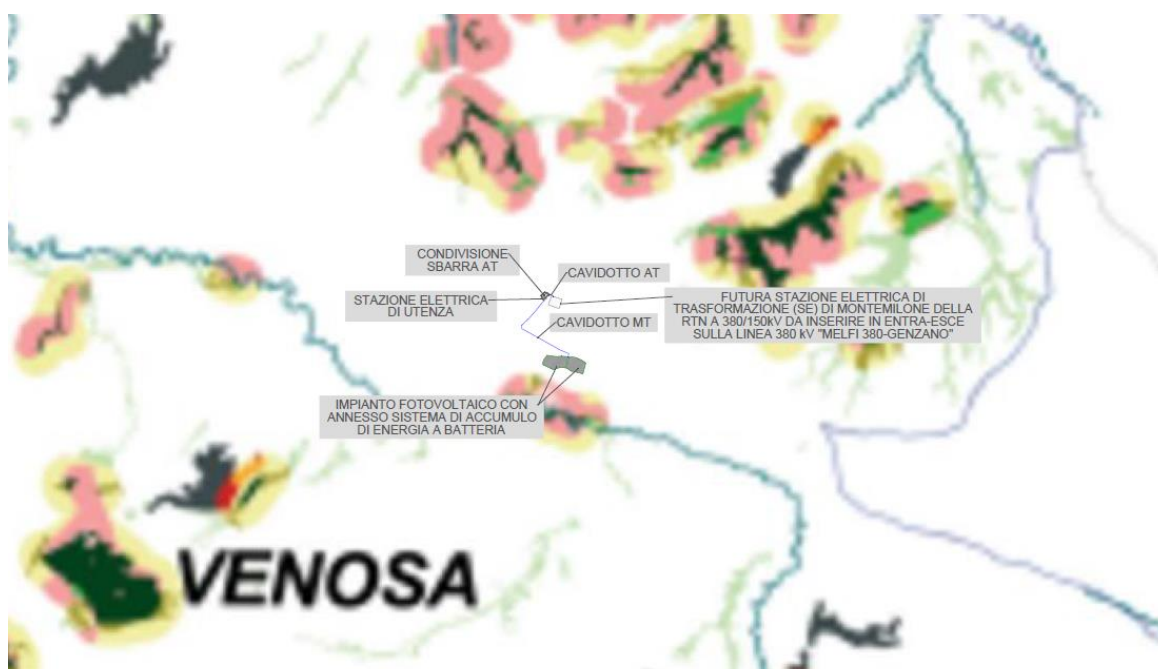 CONDIVISIONE
SBARRA AT
CAVIDOTTO AT
STAZIONE ELETTRICA
DI UTENZA
FUTURA STAZIONE ELETTRICA DI
TRASFORMAZIONE (SE) DI MONTEMILONE DELLA
RTN A 380/150kV DA INSERIRE IN ENTRA-ESCE
SULLA LINEA 380 kV "MELFI 380-GENZANO"
CAVIDOTTO MT
IMPIANTO FOTOVOLTAICO CON
ANNESSO SISTEMA DI ACCUMULO
DI ENERGIA A BATTERIA
VENOSA